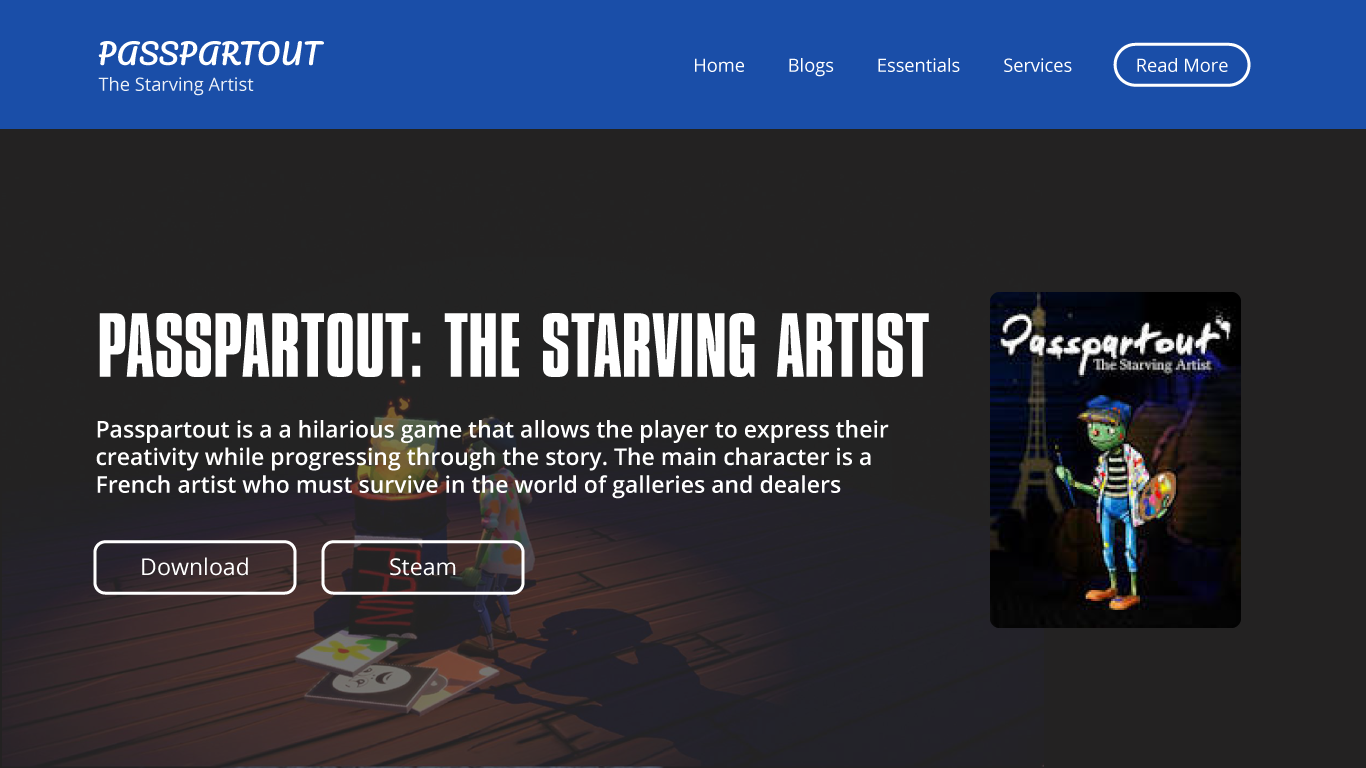 PASSPARTOUT
The Starving Artist
Home
Blogs
Essentials
Services
Read More
PASSPARTOUT: THE STARVING ARTIST
Passpartout is a a hilarious game that allows the player to express their
creativity while progressing through the story. The main character is a
French artist who must survive in the world of galleries and dealers
Download
Steam
Passpartout
The Starving Artist